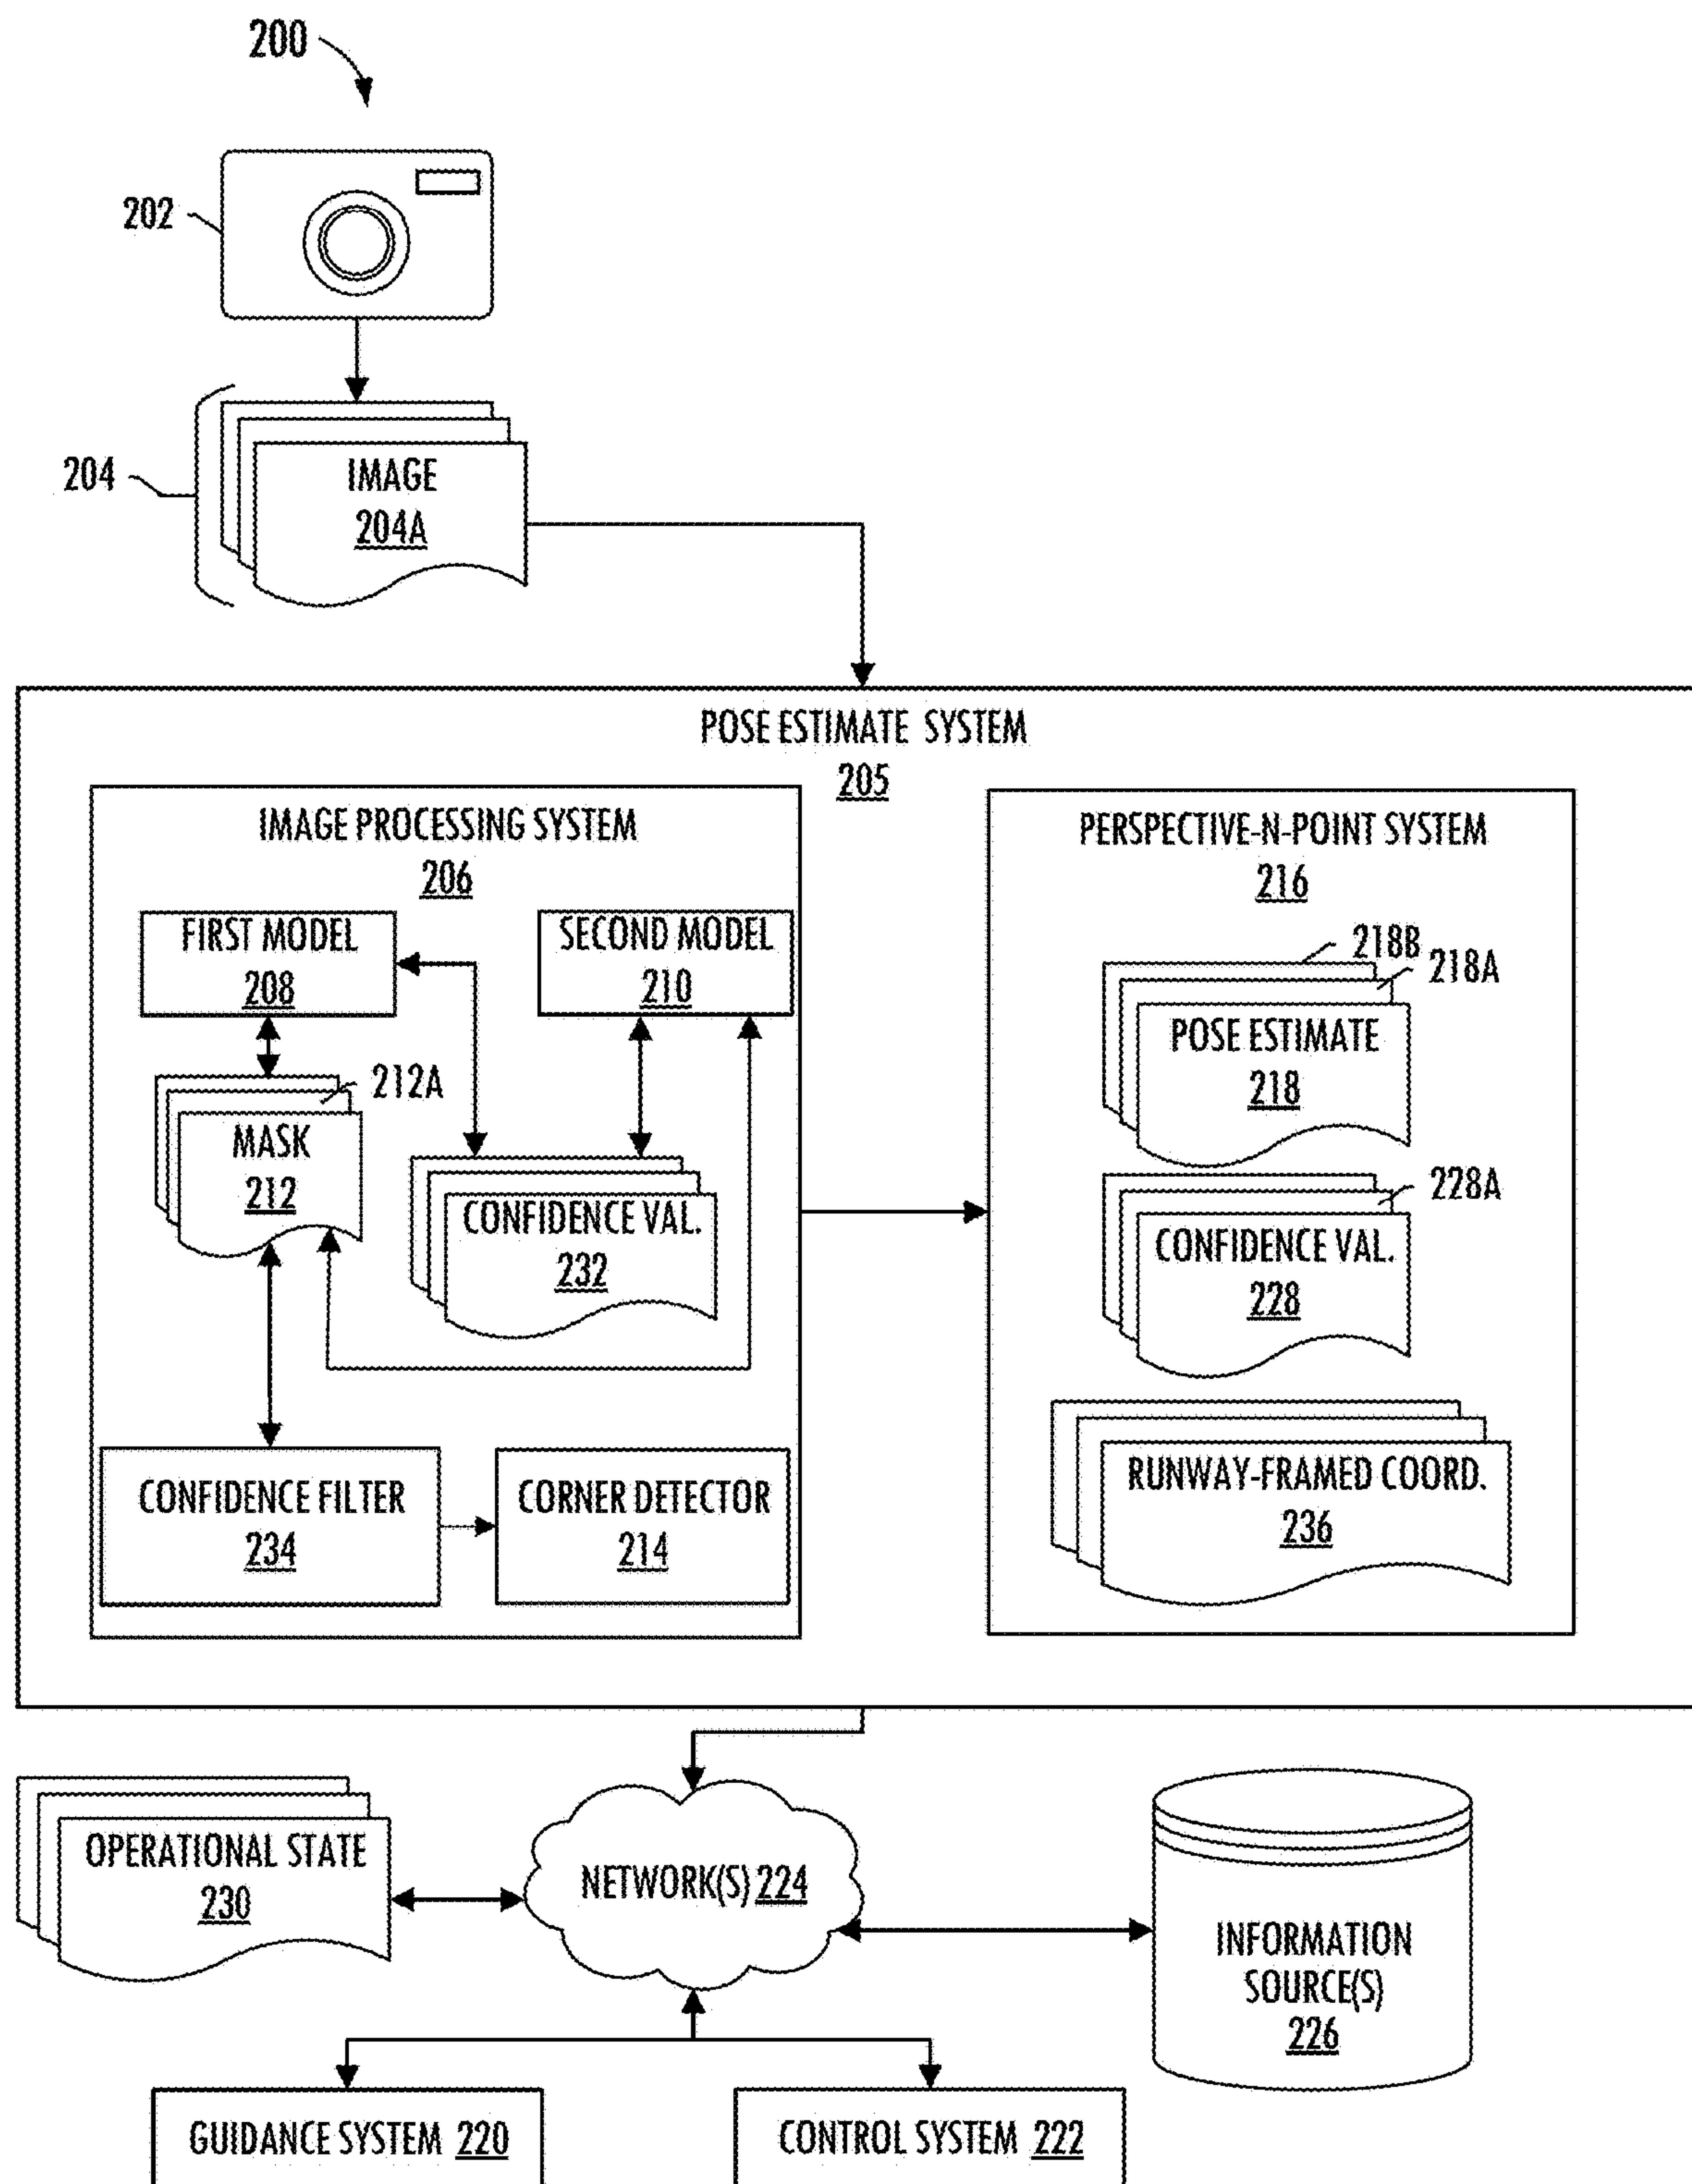 200
202
204
IMAGE
204A
POSE ESTIMATE SYSTEM
205
IMAGE PROCESSING SYSTEM
206
FIRST MODEL
208
SECOND MODEL
210
212A
MASK
212
CONFIDENCE VAL.
232
CONFIDENCE FILTER
234
CORNER DETECTOR
214
PERSPECTIVE-N-POINT SYSTEM
216
218B
218A
POSE ESTIMATE
218
228A
CONFIDENCE VAL.
228
RUNWAY-FRAMED COORD.
236
OPERATIONAL STATE
230
NETWORK(S) 224
INFORMATION
SOURCE(S)
226
GUIDANCE SYSTEM 220
CONTROL SYSTEM 222